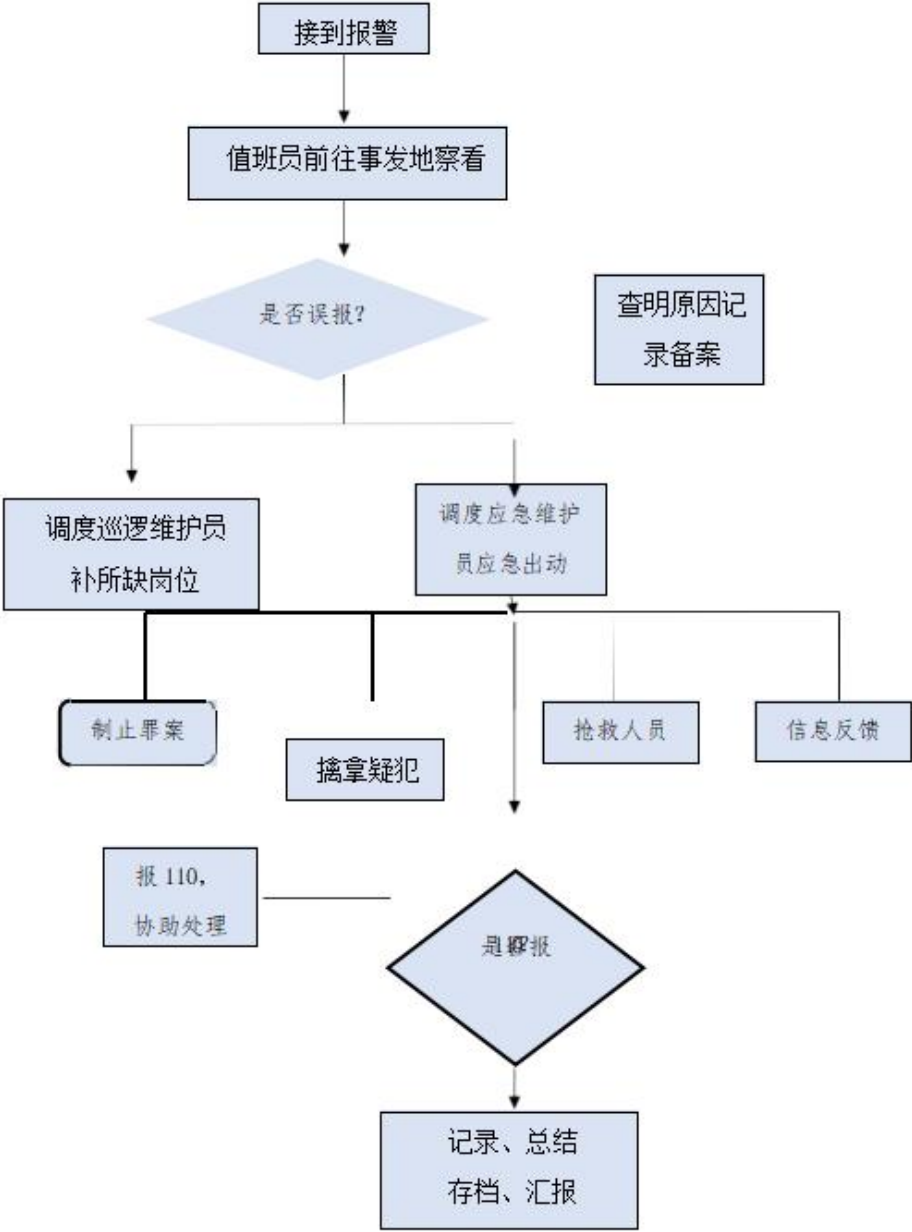 接到报警
值班员前往事发地察看
是否误报?
查明原因记
录备案
调度巡逻维护员
补所缺岗位
调度应急维护
员应急出动
制止罪案
擒拿疑犯
抢救人员
信息反馈
报 110，
协助处理
记录、总结
存档、汇报